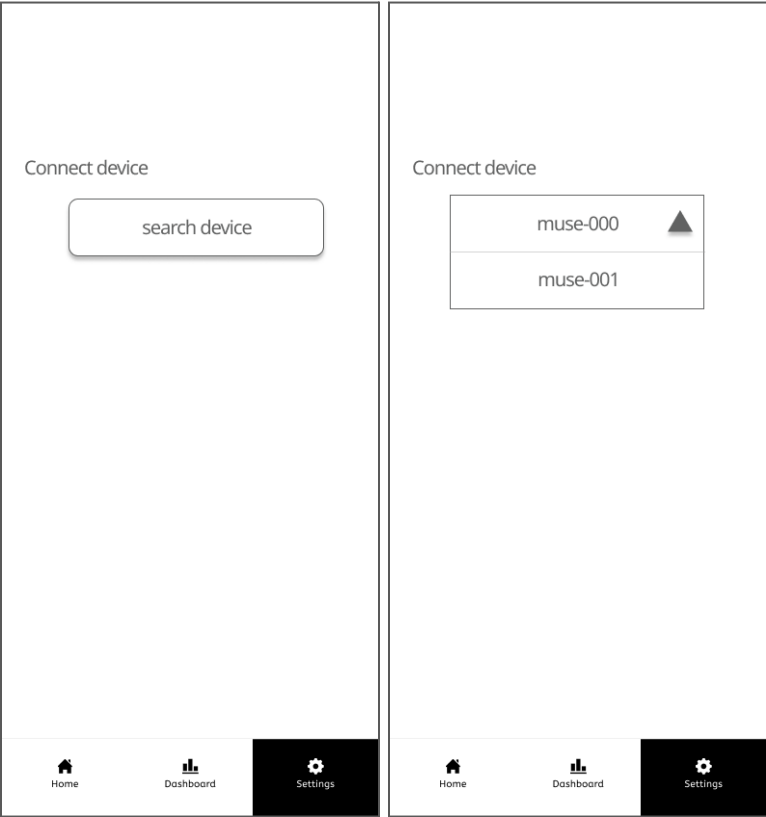 Connect device
search device
Home
Dashboard
Settings
Connect device
muse-000
muse-001
Home
Dashboard
Settings